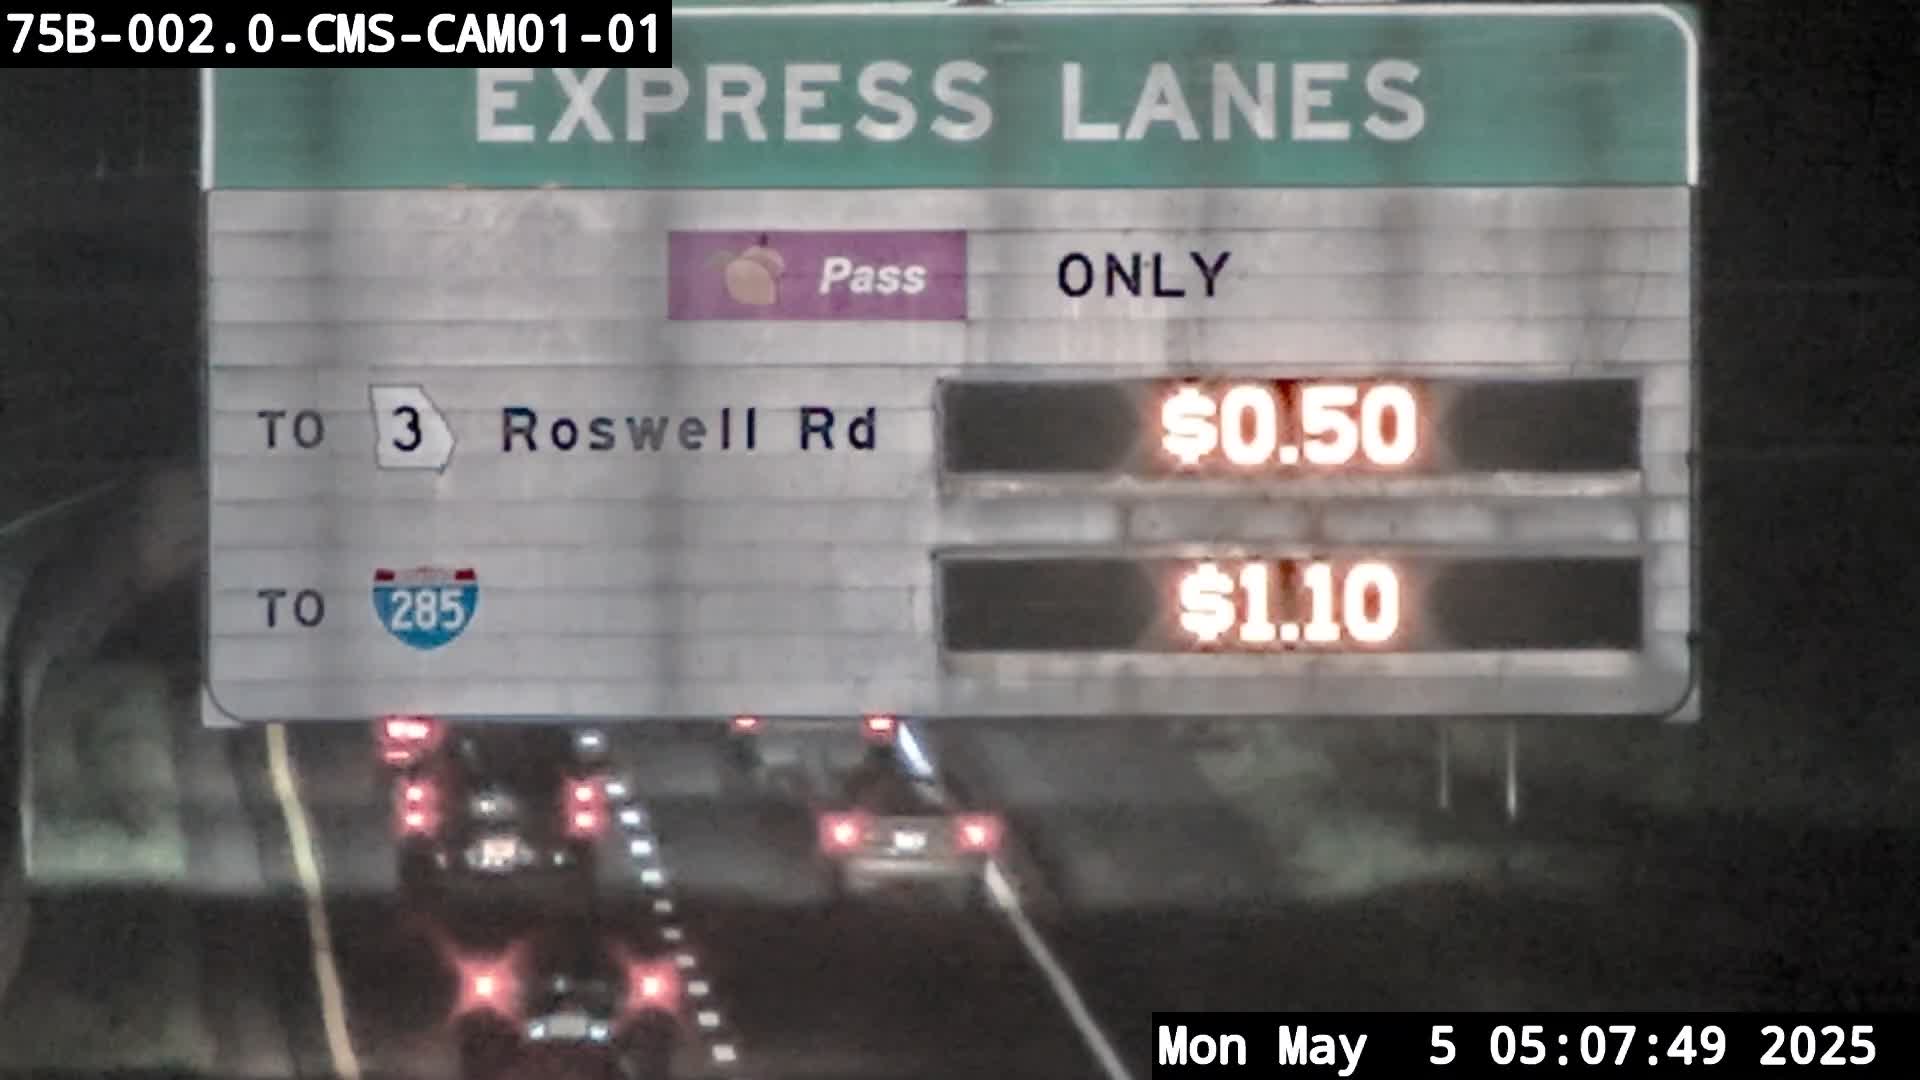 75B-002.0-CMS-CAM01-01
EXPRESS LANES
Pass ONLY
TO 3 Roswell Rd $0.50
TO 285 $1.10
Mon May 5 05:07:49 2025